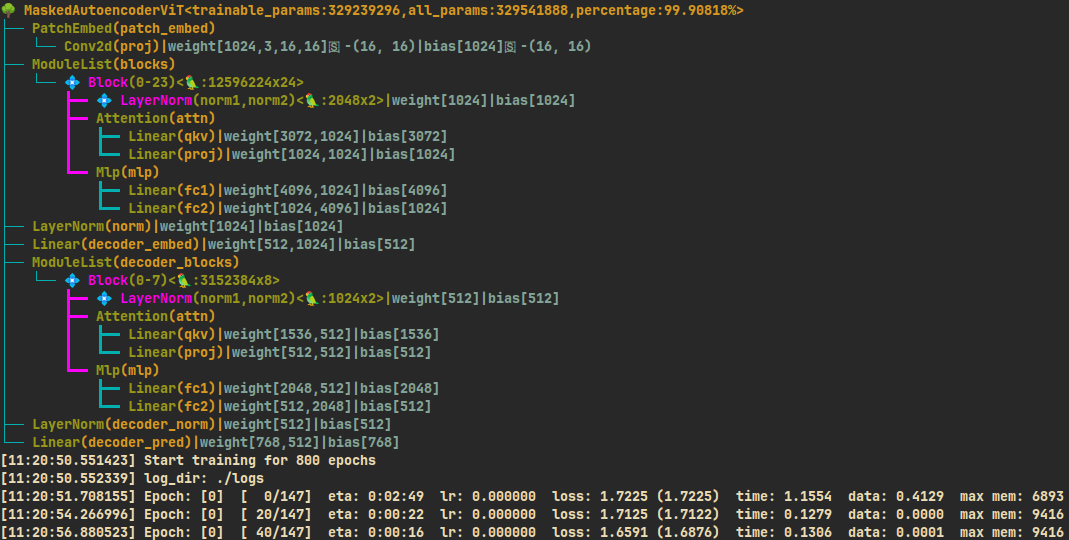 MaskedAutoencoderViT<trainable_params:329239296,all_params:329541888,percentage:99.90818%>
PatchEmbed(patch_embed)
Conv2d(proj)|weight[1024,3,16,16]🅂-(16, 16)|bias[1024]🅂-(16, 16)
ModuleList(blocks)
Block(0-23)<🦜:12596224x24>
LayerNorm(norm1,norm2)<🦜:2048x2>|weight[1024]|bias[1024]
Attention(attn)
Linear(qkv)|weight[3072,1024]|bias[3072]
Linear(proj)|weight[1024,1024]|bias[1024]
Mlp(mlp)
Linear(fc1)|weight[4096,1024]|bias[4096]
Linear(fc2)|weight[1024,4096]|bias[1024]
LayerNorm(norm)|weight[1024]|bias[1024]
Linear(decoder_embed)|weight[512,1024]|bias[512]
ModuleList(decoder_blocks)
Block(0-7)<🦜:3152384x8>
LayerNorm(norm1,norm2)<🦜:1024x2>|weight[512]|bias[512]
Attention(attn)
Linear(qkv)|weight[1536,512]|bias[1536]
Linear(proj)|weight[512,512]|bias[512]
Mlp(mlp)
Linear(fc1)|weight[2048,512]|bias[2048]
Linear(fc2)|weight[512,2048]|bias[512]
LayerNorm(decoder_norm)|weight[512]|bias[512]
Linear(decoder_pred)|weight[768,512]|bias[768]
[11:20:50.551423] Start training for 800 epochs
[11:20:50.552339] log_dir: ./logs
[11:20:51.708155] Epoch: [0]  [  0/147]  eta: 0:02:49  lr: 0.000000  loss: 1.7225 (1.7225)  time: 1.1554  data: 0.4129  max mem: 6893
[11:20:54.266996] Epoch: [0]  [ 20/147]  eta: 0:00:22  lr: 0.000000  loss: 1.7125 (1.7122)  time: 0.1279  data: 0.0000  max mem: 9416
[11:20:56.880523] Epoch: [0]  [ 40/147]  eta: 0:00:16  lr: 0.000000  loss: 1.6591 (1.6876)  time: 0.1306  data: 0.0001  max mem: 9416